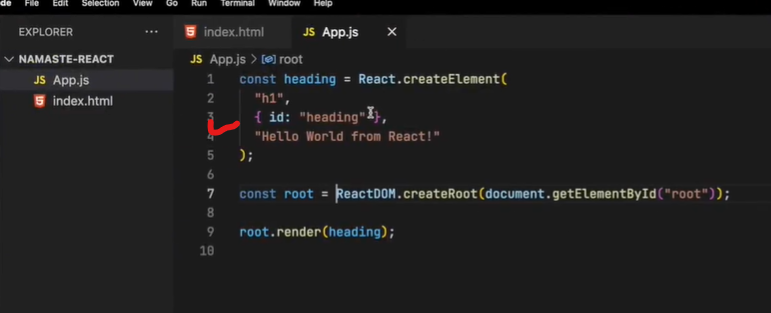 de File Edit Selection View Go Run Terminal Window Help
EXPLORER ...
NAMASTE-REACT
JS App.js
index.html
index.html JS App.js ×
JS App.js > root
1 const heading = React.createElement(
2 "h1",
3 { id: "heading" },
4 "Hello World from React!"
5 );
6
7 const root = ReactDOM.createRoot(document.getElementById("root"));
8
9 root.render(heading);
10